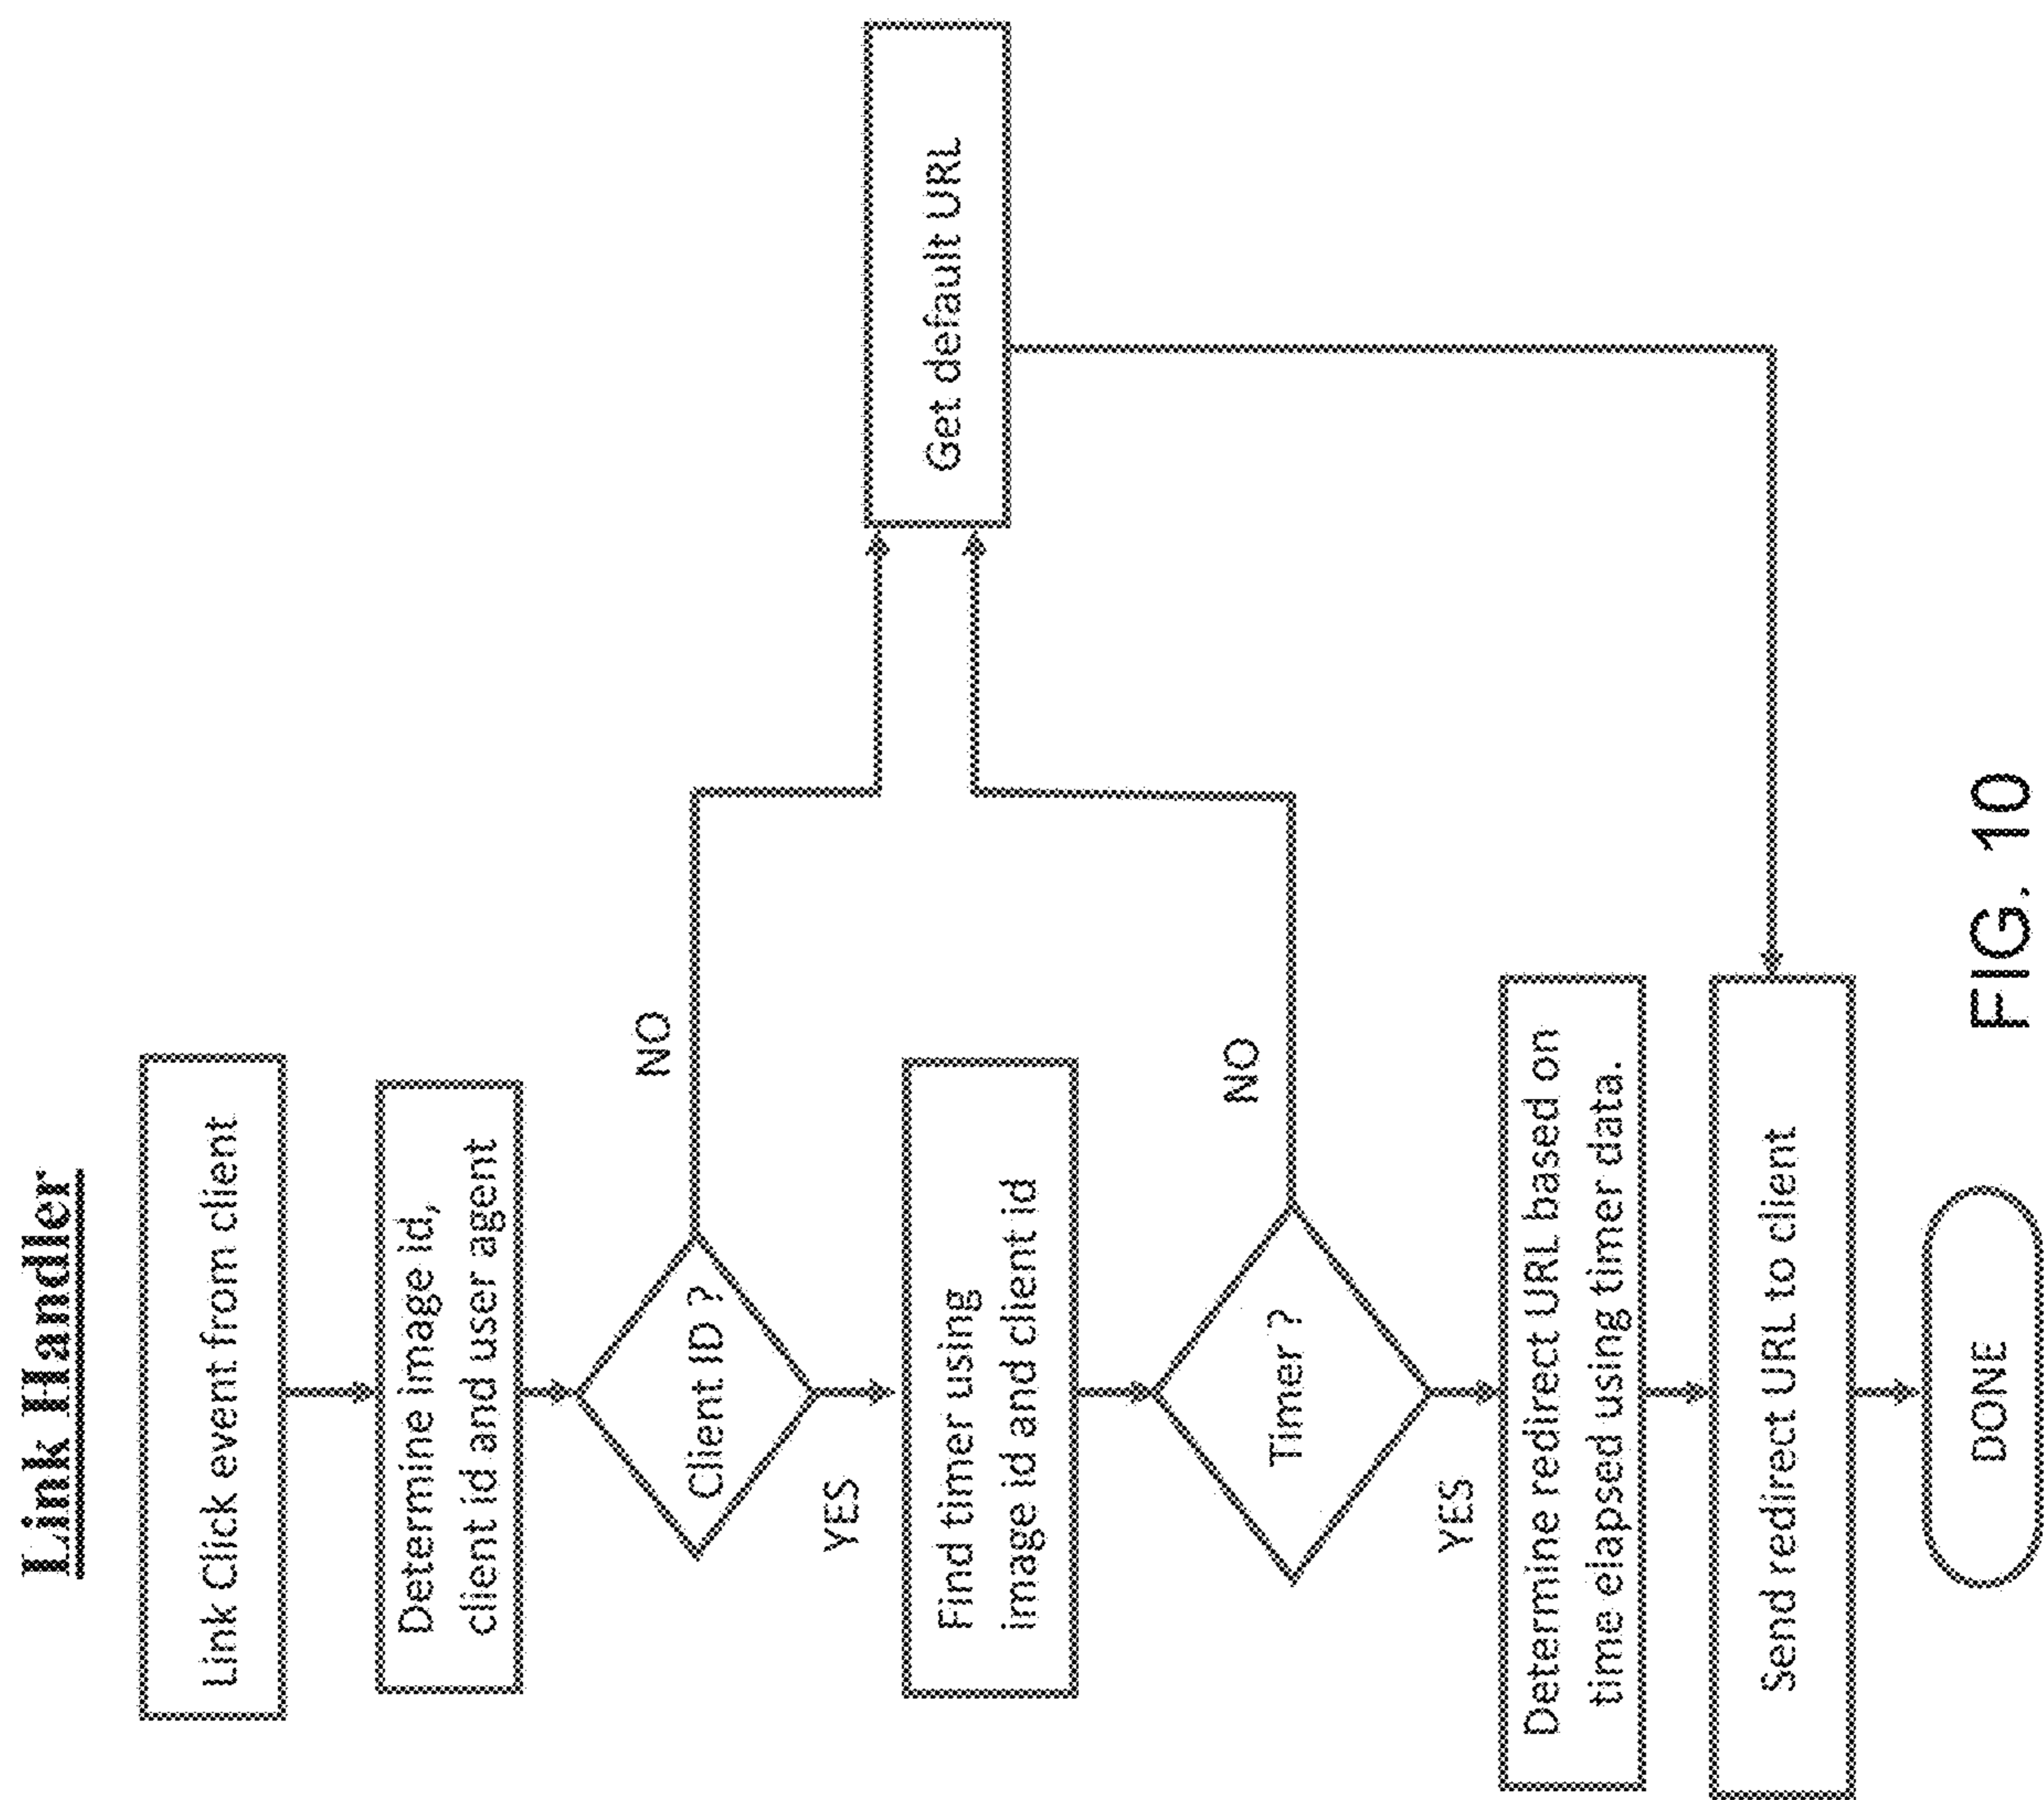 Link Handler
Link Click event from client
Determine image id,
client id and user agent
Client ID ?
NO
YES
Get default URL
Find timer using
image id and client id
Timer ?
NO
YES
Determine redirect URL based on
time elapsed using timer data.
Send redirect URL to client
DONE
FIG. 10